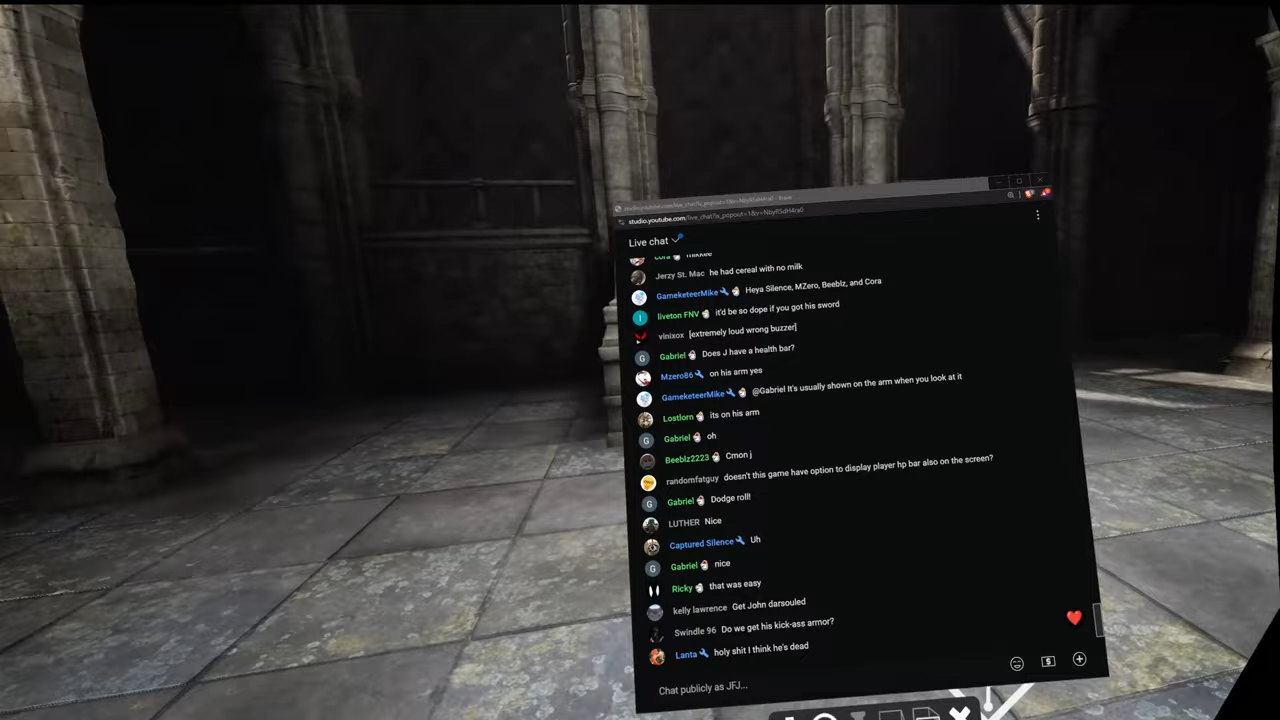 studio.youtube.com/live_chat?is_popout=1&v=NbyRSdH4ra0
Live chat
Cora
Jerzy St. Mac he had cereal with no milk
GameketeerMike Heya Silence, MZero, Beeblz, and Cora
liveton FNV it'd be so dope if you got his sword
vinixox [extremely loud wrong buzzer]
Gabriel Does J have a health bar?
Mzero86 on his arm yes
GameketeerMike @Gabriel It's usually shown on the arm when you look at it
Lostlorn its on his arm
Gabriel oh
Beeblz2223 Cmon j
randomfatguy doesn't this game have option to display player hp bar also on the screen?
Gabriel Dodge roll!
LUTHER Nice
Captured Silence Uh
Gabriel nice
Ricky that was easy
kelly lawrence Get John darsouled
Swindle 96 Do we get his kick-ass armor?
Lanta holy shit I think he's dead
Chat publicly as JFJ...